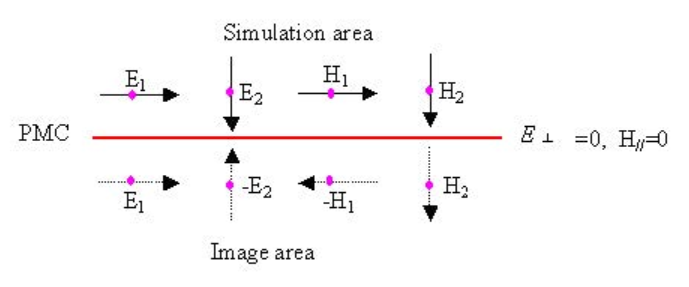 Simulation area
E₁ E₂ H₁ H₂
PMC E⊥ =0, H//=0
E₁ -E₂ -H₁ H₂
Image area